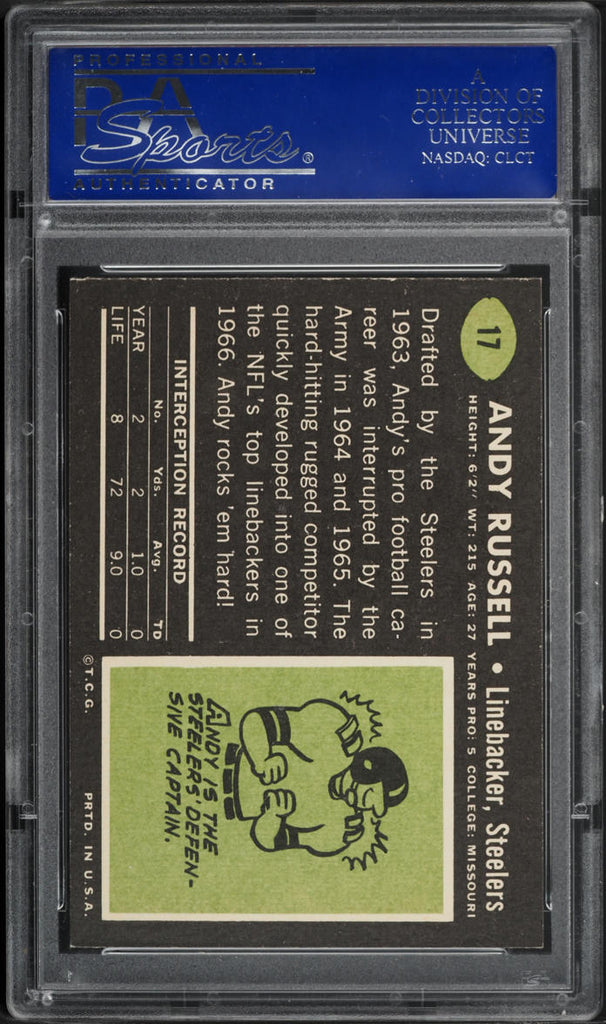 PROFESSIONAL
PSA
Sports®
AUTHENTICATOR
A
DIVISION OF
COLLECTORS
UNIVERSE
NASDAQ: CLCT
17
ANDY RUSSELL • Linebacker, Steelers
HEIGHT: 6'2" WT: 215 AGE: 27 YEARS PRO: 5 COLLEGE: MISSOURI
Drafted by the Steelers in
1963, Andy's pro football ca-
reer was interrupted by the
Army in 1964 and 1965. The
hard-hitting rugged competitor
quickly developed into one of
the NFL's top linebackers in
1966. Andy rocks 'em hard!
INTERCEPTION RECORD
No. Yds. Avg. TD
YEAR 2 2 1.0 0
LIFE 8 72 9.0 0
ANDY IS THE
STEELERS' DEFEN-
SIVE CAPTAIN.
©T.C.G. PRTD. IN U.S.A.